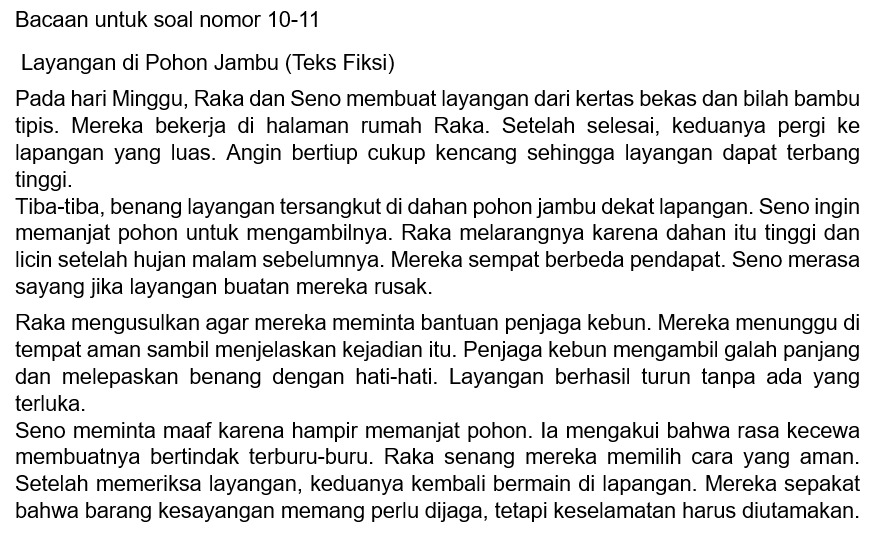 Bacaan untuk soal nomor 10-11
Layangan di Pohon Jambu (Teks Fiksi)
Pada hari Minggu, Raka dan Seno membuat layangan dari kertas bekas dan bilah bambu
tipis. Mereka bekerja di halaman rumah Raka. Setelah selesai, keduanya pergi ke
lapangan yang luas. Angin bertiup cukup kencang sehingga layangan dapat terbang
tinggi.
Tiba-tiba, benang layangan tersangkut di dahan pohon jambu dekat lapangan. Seno ingin
memanjat pohon untuk mengambilnya. Raka melarangnya karena dahan itu tinggi dan
licin setelah hujan malam sebelumnya. Mereka sempat berbeda pendapat. Seno merasa
sayang jika layangan buatan mereka rusak.
Raka mengusulkan agar mereka meminta bantuan penjaga kebun. Mereka menunggu di
tempat aman sambil menjelaskan kejadian itu. Penjaga kebun mengambil galah panjang
dan melepaskan benang dengan hati-hati. Layangan berhasil turun tanpa ada yang
terluka.
Seno meminta maaf karena hampir memanjat pohon. Ia mengakui bahwa rasa kecewa
membuatnya bertindak terburu-buru. Raka senang mereka memilih cara yang aman.
Setelah memeriksa layangan, keduanya kembali bermain di lapangan. Mereka sepakat
bahwa barang kesayangan memang perlu dijaga, tetapi keselamatan harus diutamakan.